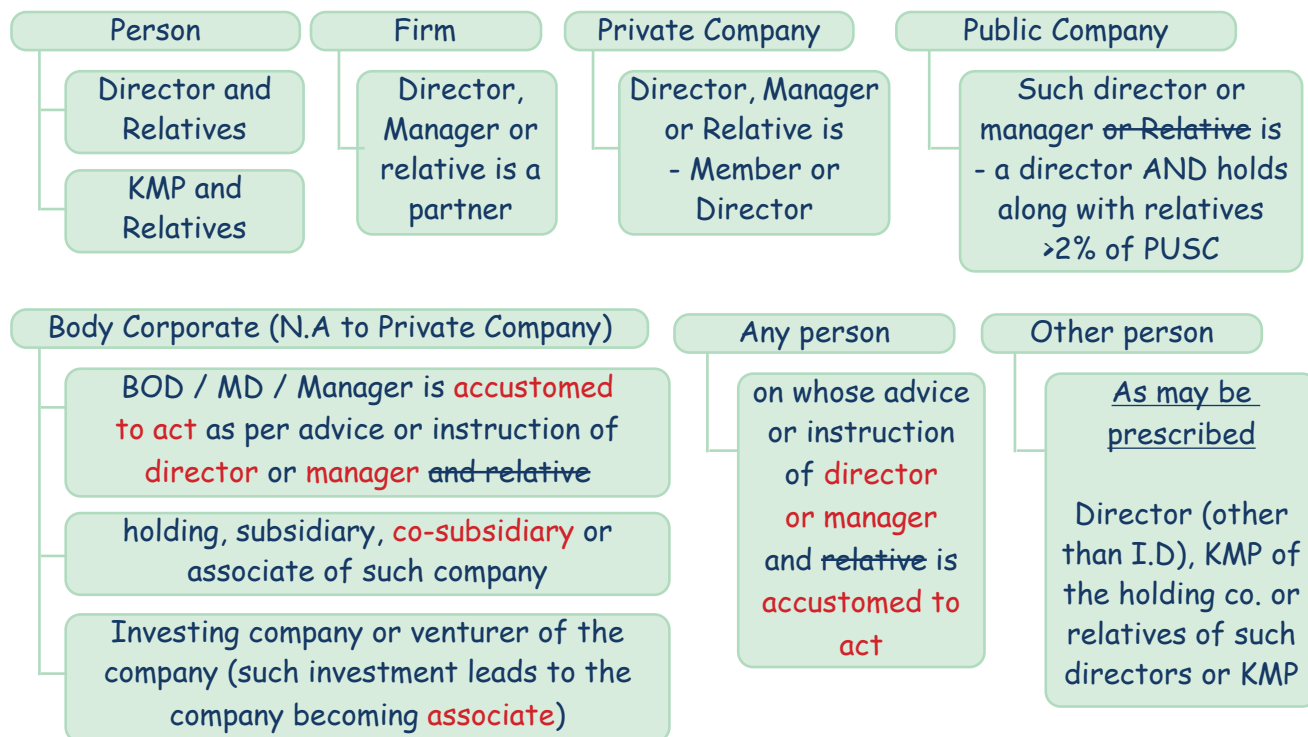 Person
Director and
Relatives
KMP and
Relatives
Firm
Director,
Manager or
relative is a
partner
Private Company
Director, Manager
or Relative is
- Member or
Director
Public Company
Such director or
manager or Relative is
- a director AND holds
along with relatives
>2% of PUSC
Body Corporate (N.A to Private Company)
BOD / MD / Manager is accustomed
to act as per advice or instruction of
director or manager and relative
holding, subsidiary, co-subsidiary or
associate of such company
Investing company or venturer of the
company (such investment leads to the
company becoming associate)
Any person
on whose advice
or instruction
of director
or manager
and relative is
accustomed to
act
Other person
As may be
prescribed
Director (other
than I.D), KMP of
the holding co. or
relatives of such
directors or KMP